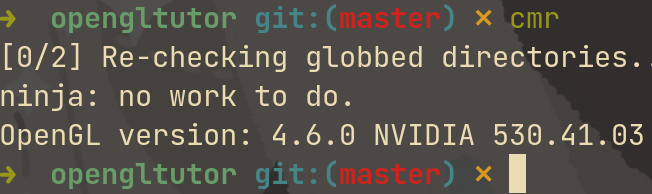 ➜  opengltutor git:(master) ✗ cmr
[0/2] Re-checking globbed directories..
ninja: no work to do.
OpenGL version: 4.6.0 NVIDIA 530.41.03
➜  opengltutor git:(master) ✗